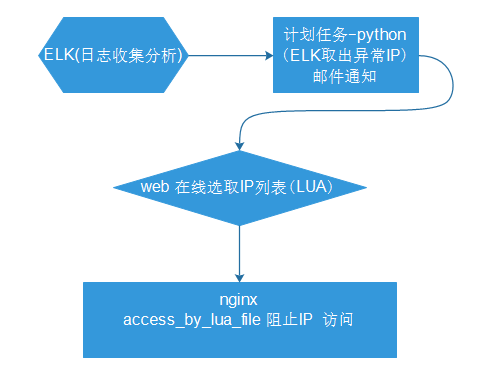 ELK(日志收集分析)
计划任务-python
（ELK取出异常IP）
邮件通知
web 在线选取IP列表（LUA）
nginx
access_by_lua_file 阻止IP 访问